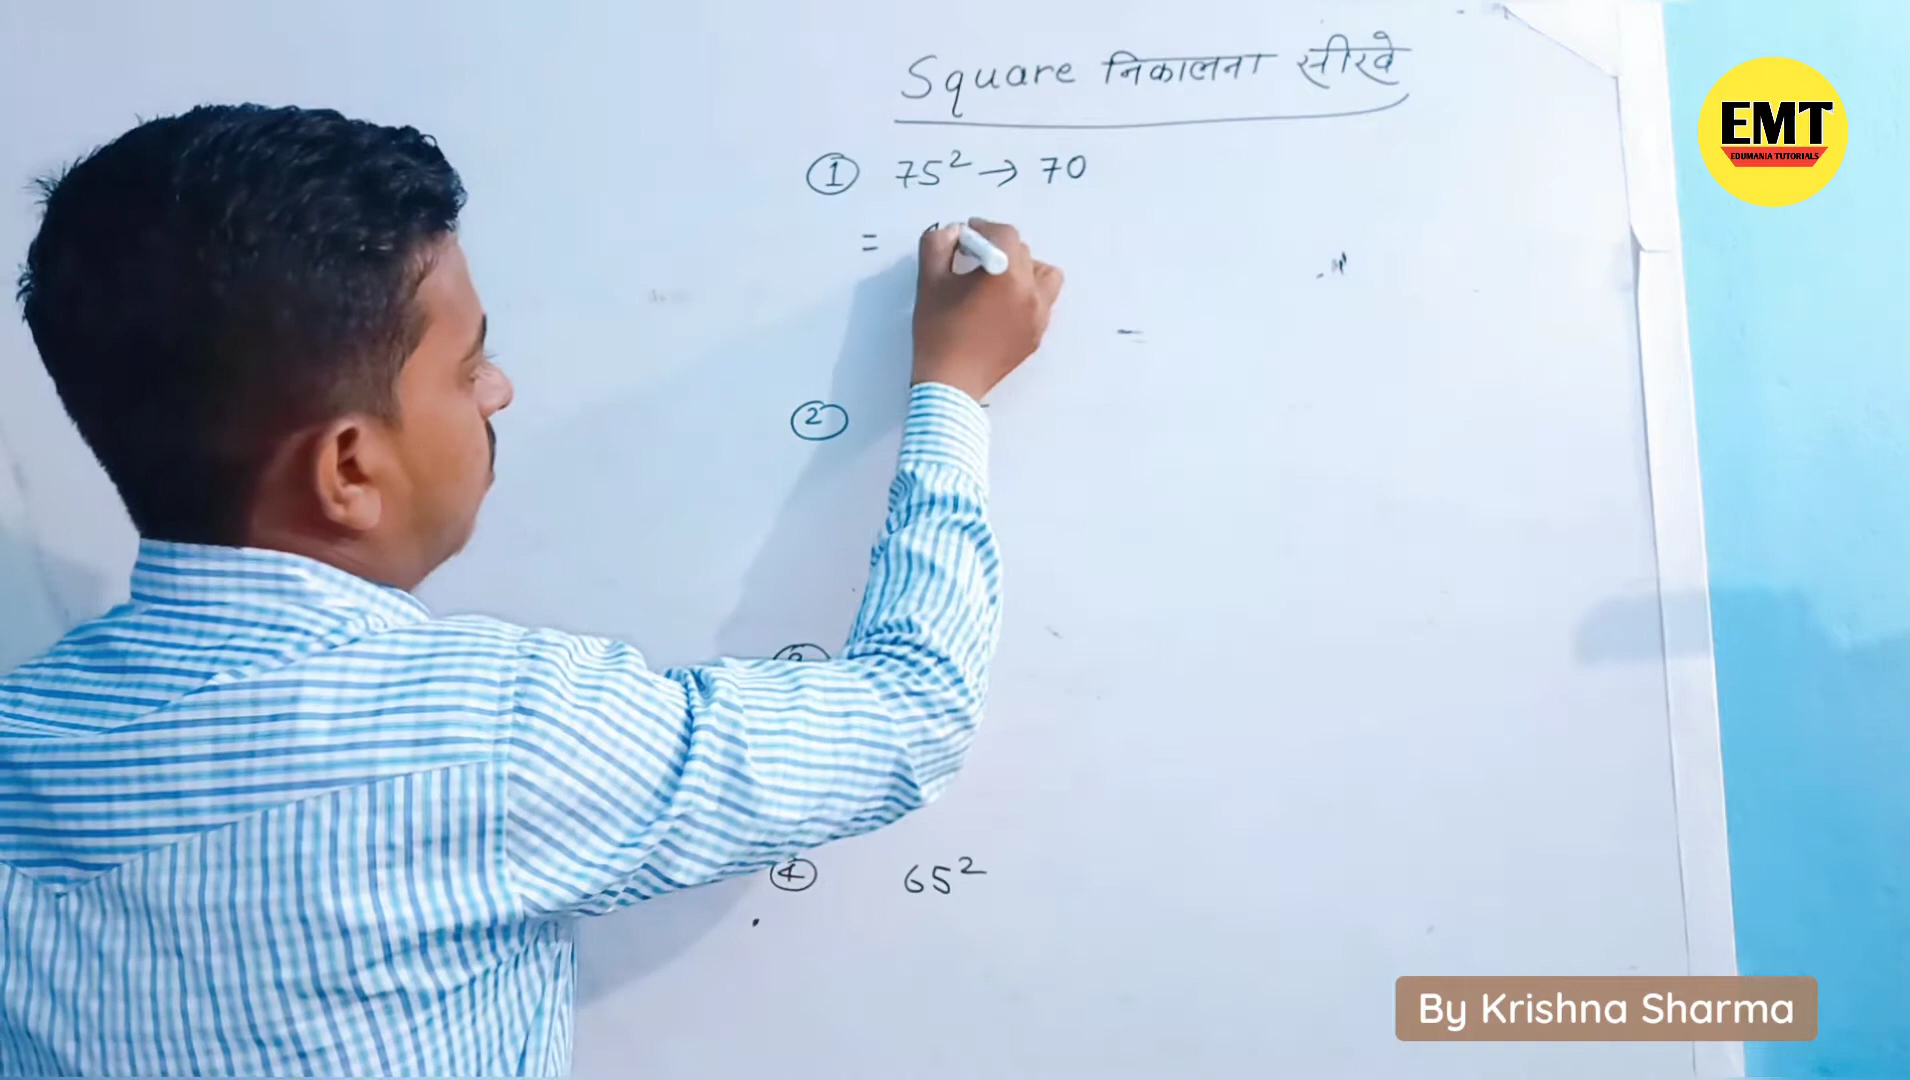 Square निकालना सीखे
① 75² → 70
=
②
④ 65²
EMT
EDUMANIA TUTORIALS
By Krishna Sharma